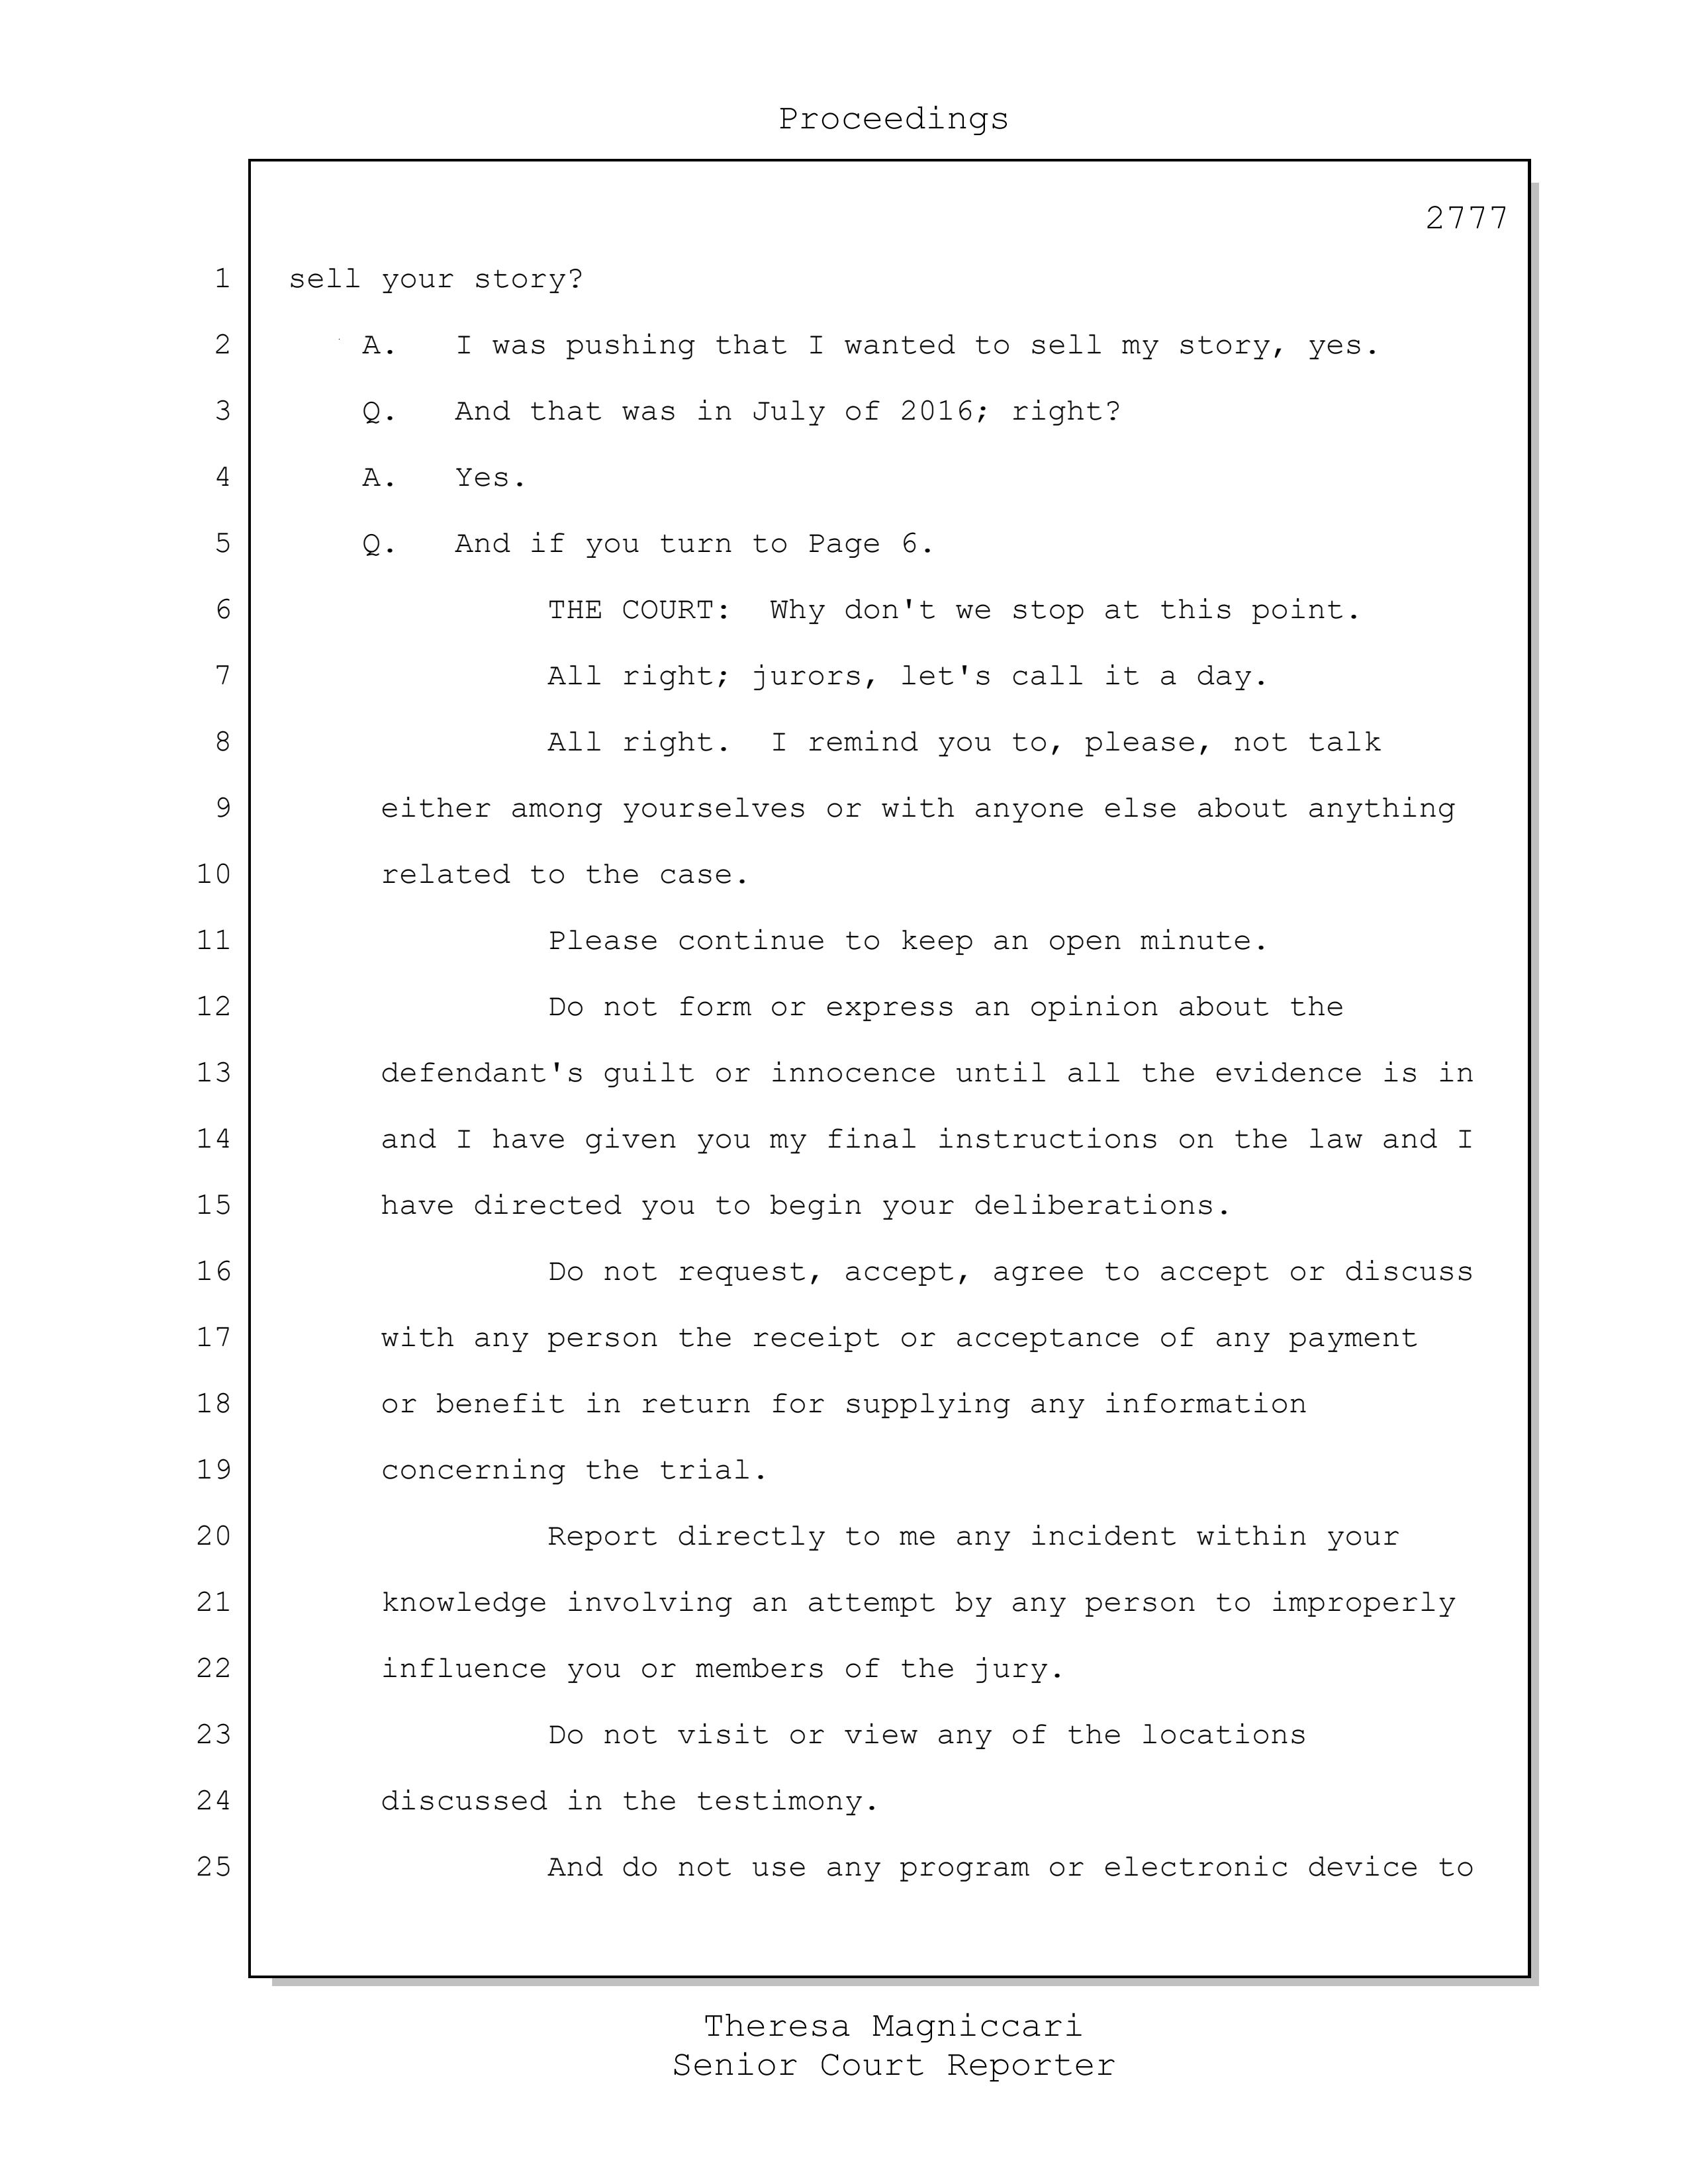 Proceedings
2777
1 sell your story?
2 A. I was pushing that I wanted to sell my story, yes.
3 Q. And that was in July of 2016; right?
4 A. Yes.
5 Q. And if you turn to Page 6.
6 THE COURT: Why don't we stop at this point.
7 All right; jurors, let's call it a day.
8 All right. I remind you to, please, not talk
9 either among yourselves or with anyone else about anything
10 related to the case.
11 Please continue to keep an open minute.
12 Do not form or express an opinion about the
13 defendant's guilt or innocence until all the evidence is in
14 and I have given you my final instructions on the law and I
15 have directed you to begin your deliberations.
16 Do not request, accept, agree to accept or discuss
17 with any person the receipt or acceptance of any payment
18 or benefit in return for supplying any information
19 concerning the trial.
20 Report directly to me any incident within your
21 knowledge involving an attempt by any person to improperly
22 influence you or members of the jury.
23 Do not visit or view any of the locations
24 discussed in the testimony.
25 And do not use any program or electronic device to
Theresa Magniccari
Senior Court Reporter